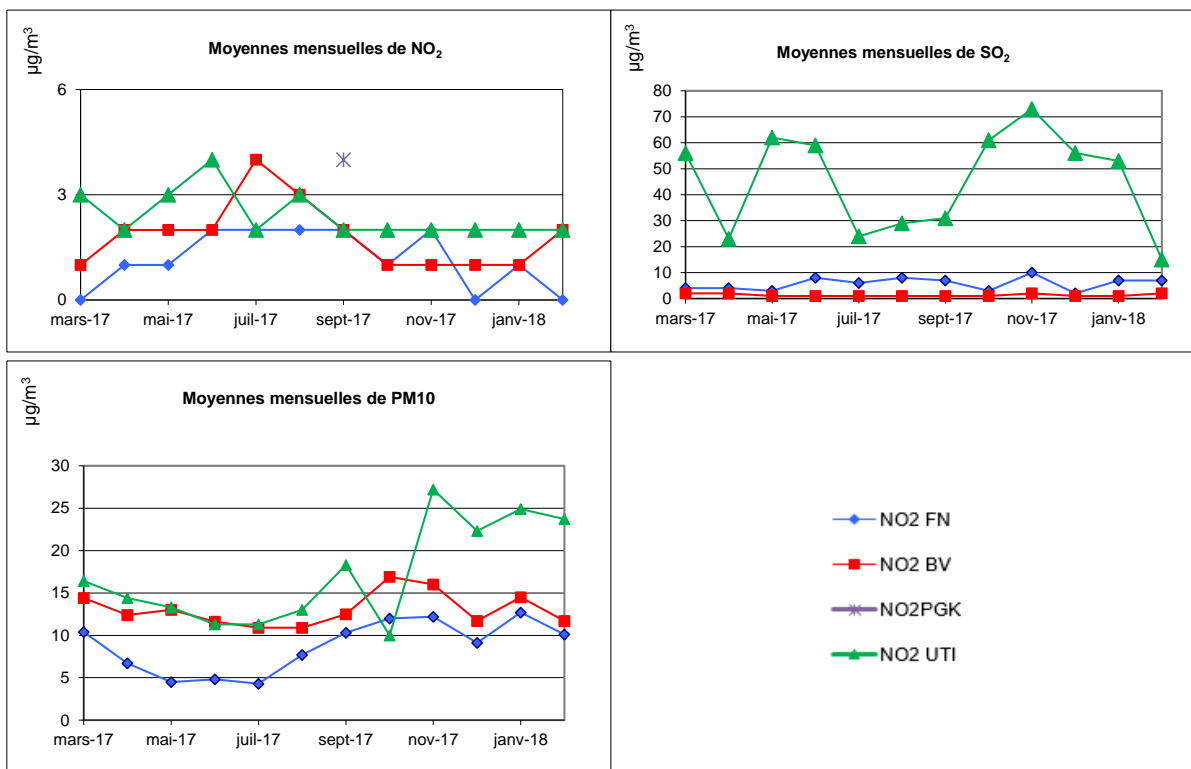 µg/m³
Moyennes mensuelles de NO₂
6
3
0
mars-17 mai-17 juil-17 sept-17 nov-17 janv-18
µg/m³
Moyennes mensuelles de SO₂
80
70
60
50
40
30
20
10
0
mars-17 mai-17 juil-17 sept-17 nov-17 janv-18
µg/m³
Moyennes mensuelles de PM10
30
25
20
15
10
5
0
mars-17 mai-17 juil-17 sept-17 nov-17 janv-18
NO2 FN
NO2 BV
NO2PGK
NO2 UTI